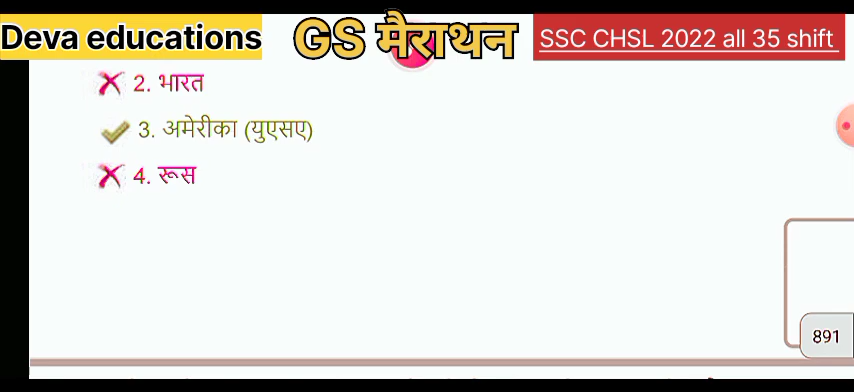 Deva educations GS मैराथन SSC CHSL 2022 all 35 shift
2. भारत
3. अमेरीका (युएसए)
4. रूस
891